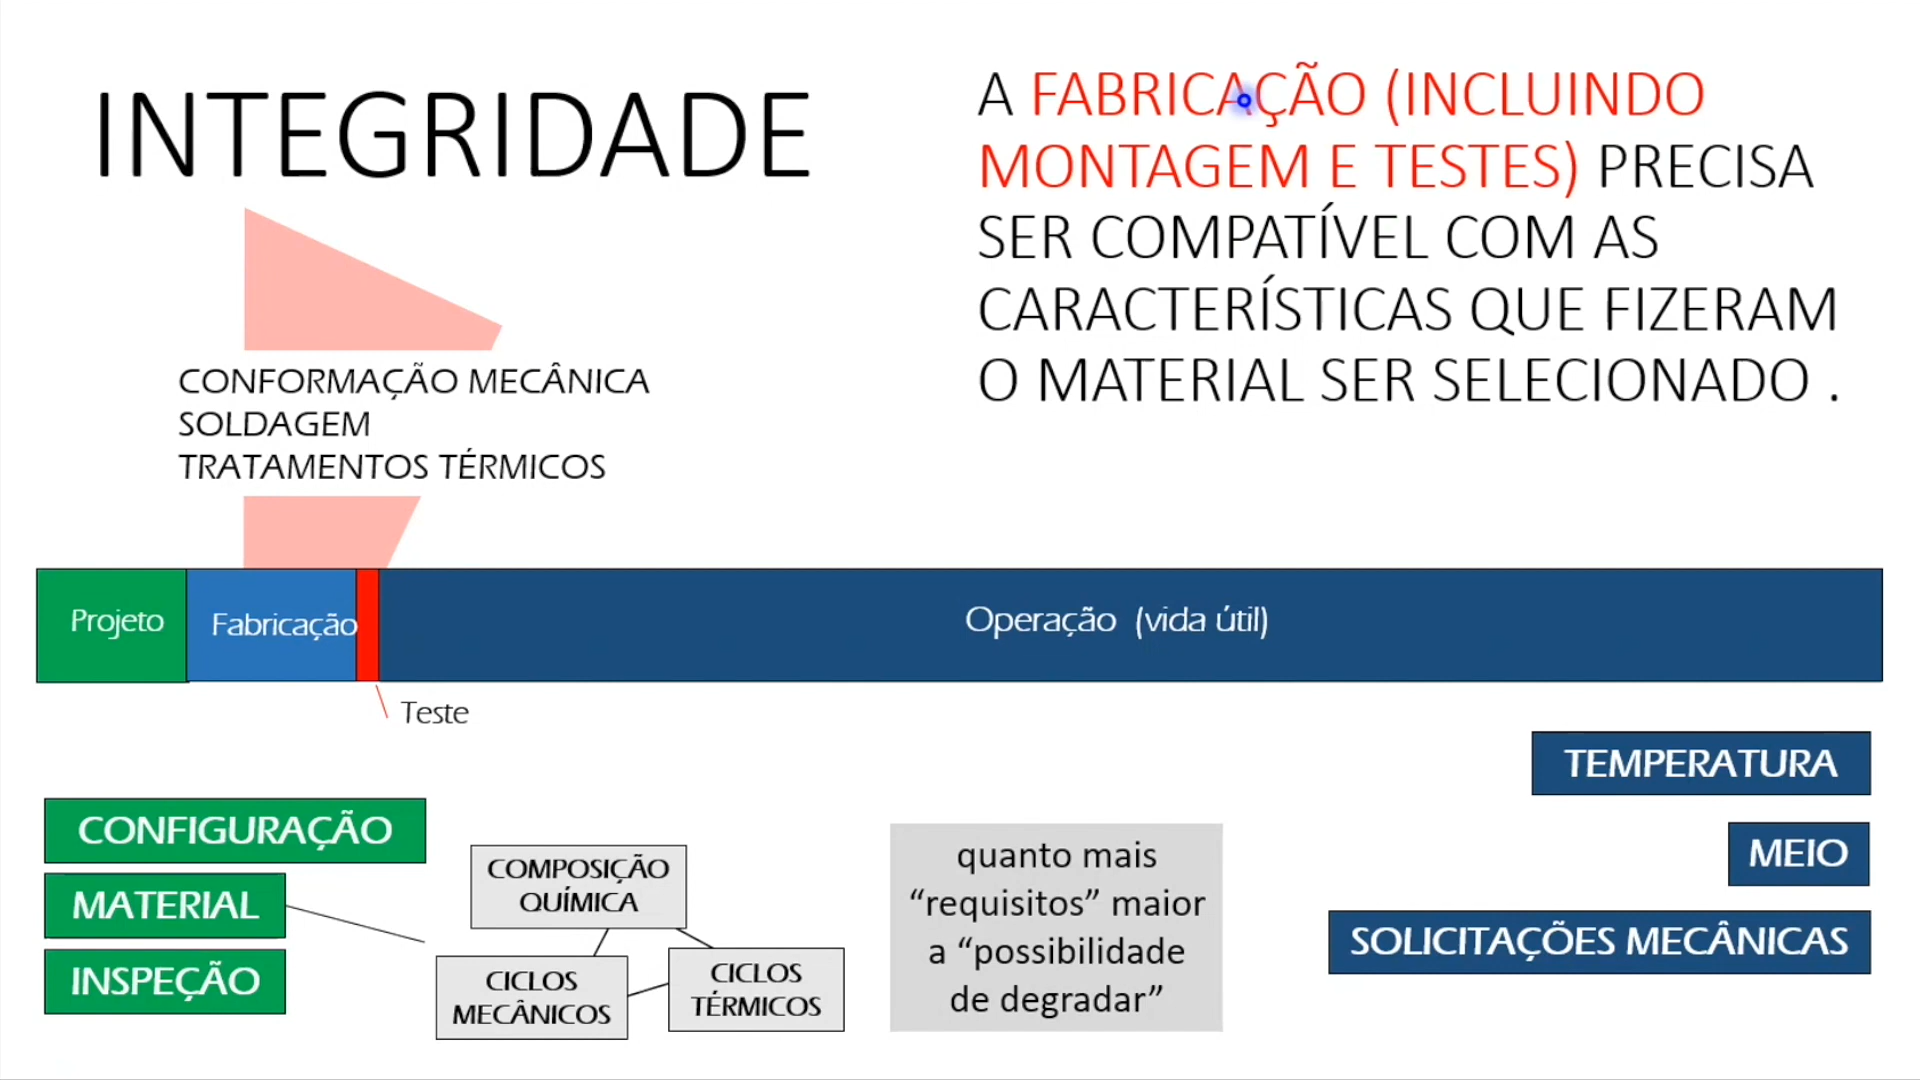 INTEGRIDADE
A FABRICAÇÃO (INCLUINDO
MONTAGEM E TESTES) PRECISA
SER COMPATÍVEL COM AS
CARACTERÍSTICAS QUE FIZERAM
O MATERIAL SER SELECIONADO .
CONFORMAÇÃO MECÂNICA
SOLDAGEM
TRATAMENTOS TÉRMICOS
Projeto
Fabricação
Operação (vida útil)
Teste
CONFIGURAÇÃO
MATERIAL
INSPEÇÃO
COMPOSIÇÃO
QUÍMICA
CICLOS
MECÂNICOS
CICLOS
TÉRMICOS
quanto mais
“requisitos” maior
a “possibilidade
de degradar”
TEMPERATURA
MEIO
SOLICITAÇÕES MECÂNICAS